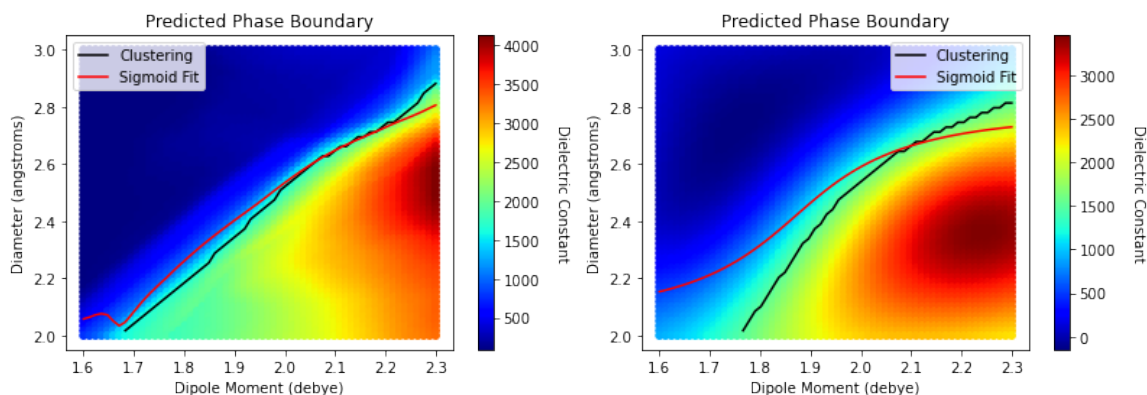 Predicted Phase Boundary
Clustering
Sigmoid Fit
3.0
2.8
2.6
2.4
2.2
2.0
Diameter (angstroms)
1.6 1.7 1.8 1.9 2.0 2.1 2.2 2.3
Dipole Moment (debye)
4000
3500
3000
2500
2000
1500
1000
500
Dielectric Constant
Predicted Phase Boundary
Clustering
Sigmoid Fit
3.0
2.8
2.6
2.4
2.2
2.0
Diameter (angstroms)
1.6 1.7 1.8 1.9 2.0 2.1 2.2 2.3
Dipole Moment (debye)
3000
2500
2000
1500
1000
500
0
Dielectric Constant